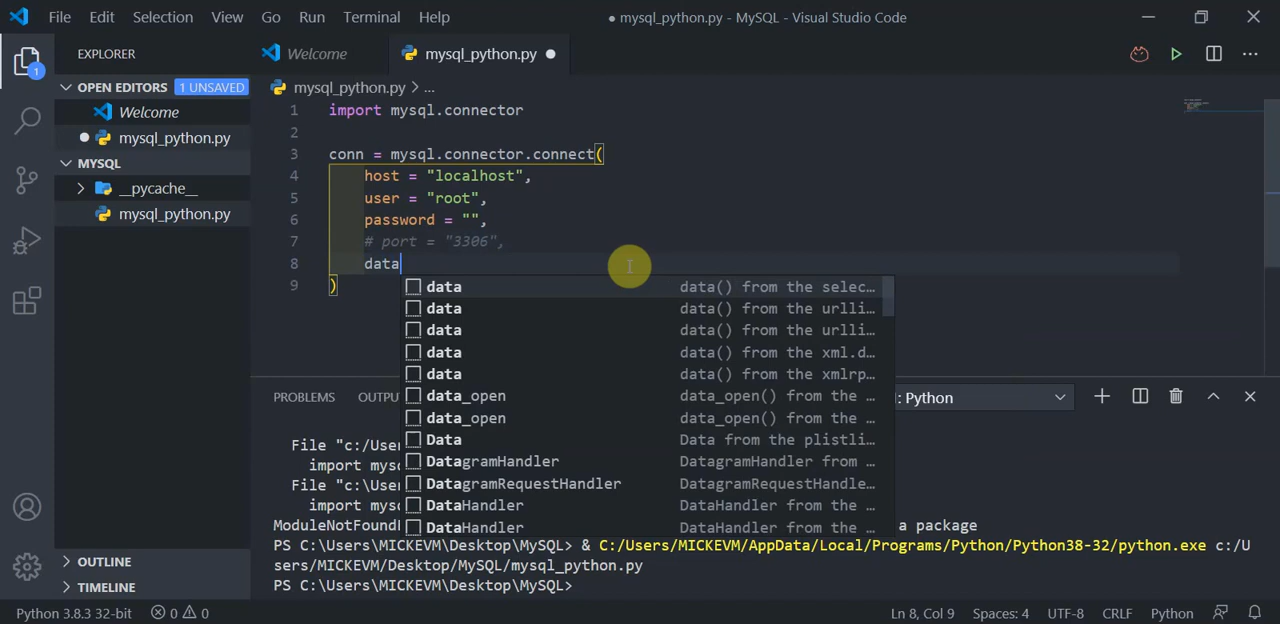 File Edit Selection View Go Run Terminal Help ● mysql_python.py - MySQL - Visual Studio Code
EXPLORER
Welcome mysql_python.py
OPEN EDITORS 1 UNSAVED
Welcome
mysql_python.py
MYSQL
__pycache__
mysql_python.py
OUTLINE
TIMELINE
1
mysql_python.py > ...
1 import mysql.connector
2
3 conn = mysql.connector.connect(
4 host = "localhost",
5 user = "root",
6 password = "",
7 # port = "3306",
8 data
9 )
data data() from the selec…
data data() from the urlli…
data data() from the urlli…
data data() from the xml.d…
data data() from the xmlrp…
data_open data_open() from the …
data_open data_open() from the …
Data Data from the plistli…
DatagramHandler DatagramHandler from …
DatagramRequestHandler DatagramRequestHandle…
DataHandler DataHandler from the …
DataHandler DataHandler from the …
PROBLEMS OUTPU : Python
File "c:/User
import myso
File "c:\User
import myso
ModuleNotFound a package
PS C:\Users\MICKEVM\Desktop\MySQL> & C:/Users/MICKEVM/AppData/Local/Programs/Python/Python38-32/python.exe c:/U
sers/MICKEVM/Desktop/MySQL/mysql_python.py
PS C:\Users\MICKEVM\Desktop\MySQL>
Python 3.8.3 32-bit 0 0 Ln 8, Col 9 Spaces: 4 UTF-8 CRLF Python